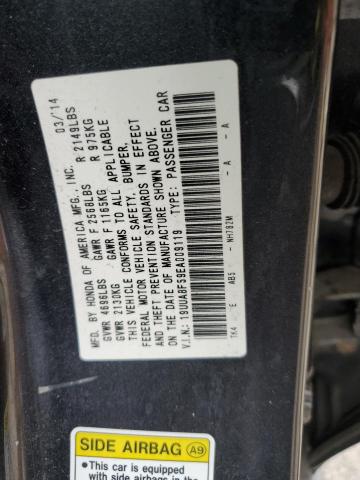 MFD. BY HONDA OF AMERICA MFG., INC. 03/14
GVWR 4696LBS GAWR F 2568LBS R 2149LBS
GVWR 2130KG GAWR F 1165KG R 975KG
THIS VEHICLE CONFORMS TO ALL APPLICABLE
FEDERAL MOTOR VEHICLE SAFETY, BUMPER,
AND THEFT PREVENTION STANDARDS IN EFFECT
ON THE DATE OF MANUFACTURE SHOWN ABOVE.
V.I.N.: 19UUA8F59EA009119 TYPE: PASSENGER CAR
TK4 E AB5 NH782M - A - A
SIDE AIRBAG A9
• This car is equipped
with side airbags in the